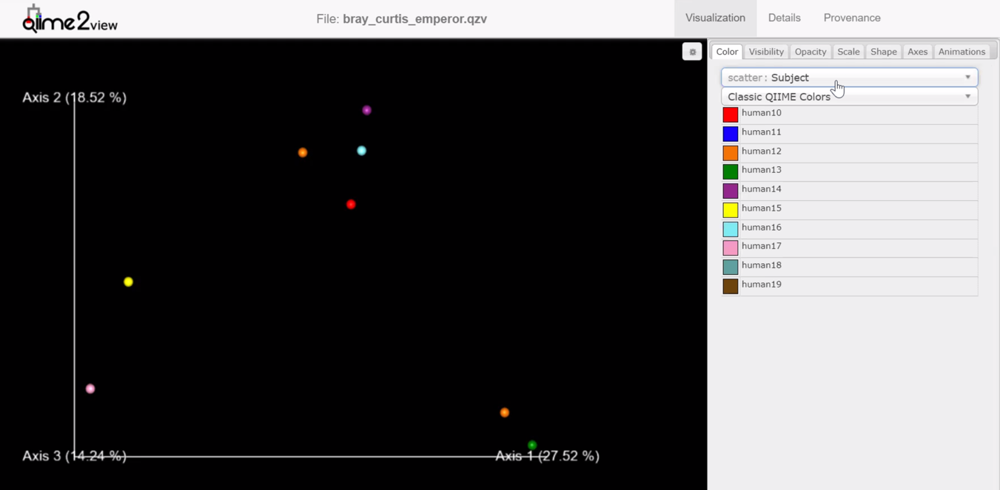 qiime2view
File: bray_curtis_emperor.qzv
Visualization
Details
Provenance
Color
Visibility
Opacity
Scale
Shape
Axes
Animations
scatter: Subject
Classic QIIME Colors
human10
human11
human12
human13
human14
human15
human16
human17
human18
human19
Axis 2 (18.52 %)
Axis 3 (14.24 %)
Axis 1 (27.52 %)